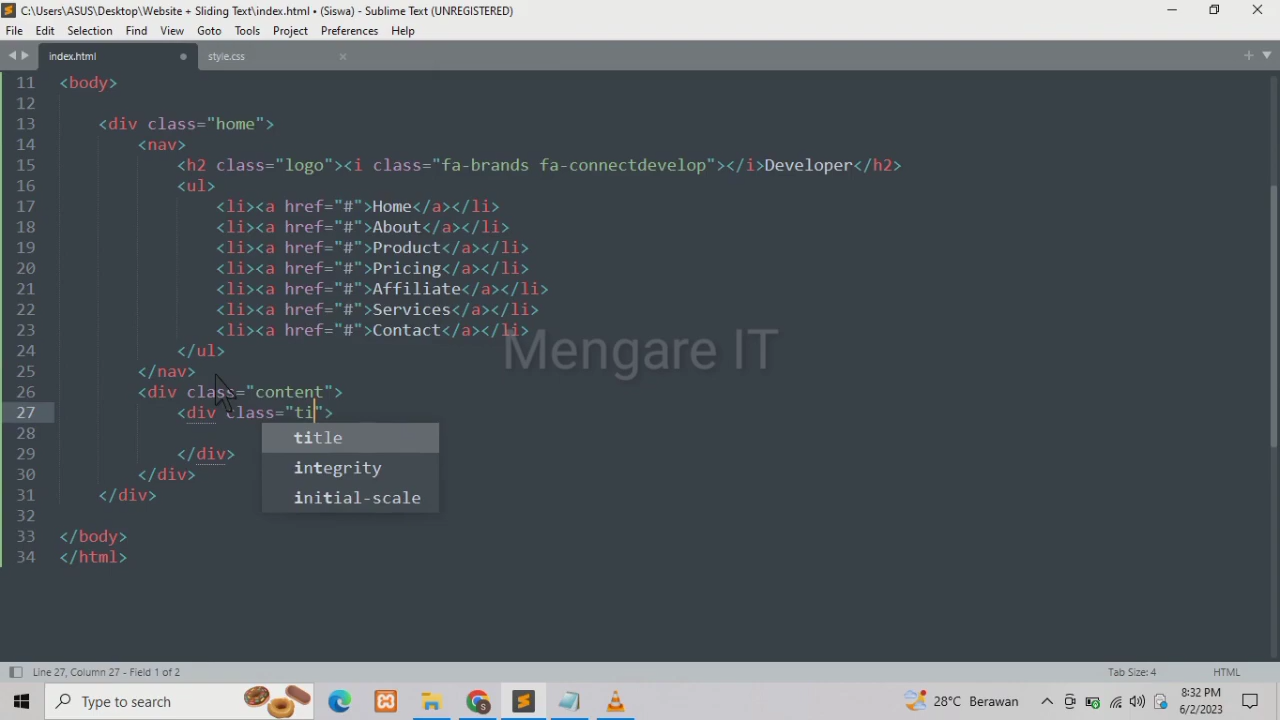 C:\Users\ASUS\Desktop\Website + Sliding Text\index.html • (Siswa) - Sublime Text (UNREGISTERED)
File Edit Selection Find View Goto Tools Project Preferences Help
index.html style.css
11 <body>
12
13 <div class="home">
14 <nav>
15 <h2 class="logo"><i class="fa-brands fa-connectdevelop"></i>Developer</h2>
16 <ul>
17 <li><a href="#">Home</a></li>
18 <li><a href="#">About</a></li>
19 <li><a href="#">Product</a></li>
20 <li><a href="#">Pricing</a></li>
21 <li><a href="#">Affiliate</a></li>
22 <li><a href="#">Services</a></li>
23 <li><a href="#">Contact</a></li>
Mengare IT
24 </ul>
25 </nav>
26 <div class="content">
27 <div class="ti">
28
title
29 </div>
integrity
30 </div>
31 </div>
initial-scale
32
33 </body>
34 </html>
Line 27, Column 27 - Field 1 of 2 Tab Size: 4 HTML
Type to search 28°C Berawan 8:32 PM
6/2/2023